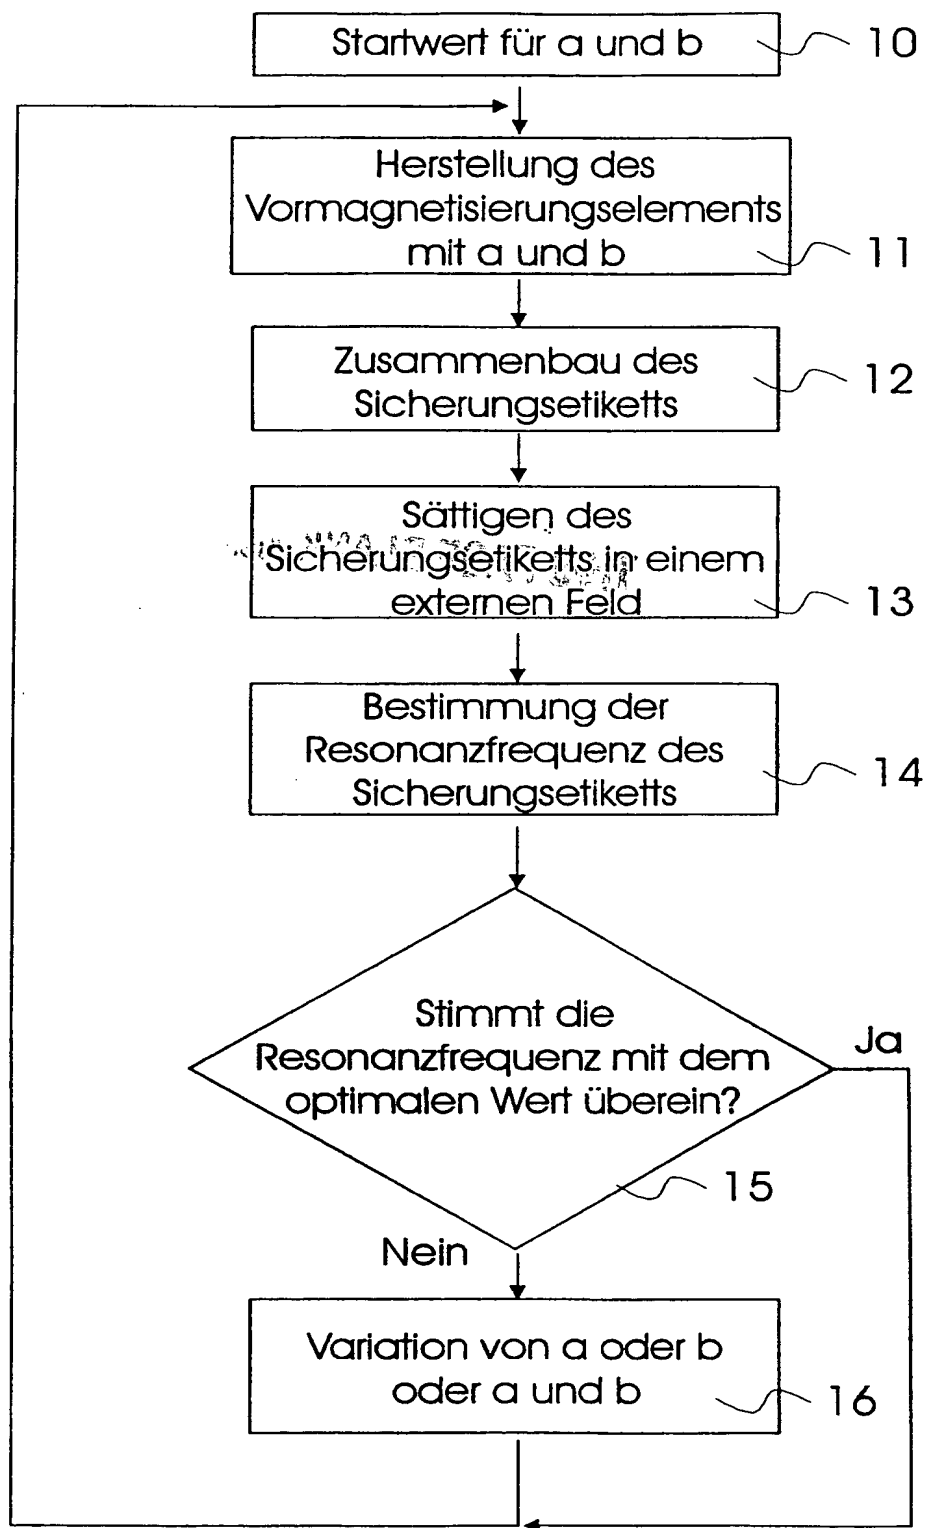 Startwert für a und b
10
Herstellung des
Vormagnetisierungselements
mit a und b
11
Zusammenbau des
Sicherungsetiketts
12
Sättigen des
Sicherungsetiketts in einem
externen Feld
13
Bestimmung der
Resonanzfrequenz des
Sicherungsetiketts
14
Stimmt die
Resonanzfrequenz mit dem
optimalen Wert überein?
Ja
15
Nein
Variation von a oder b
oder a und b
16